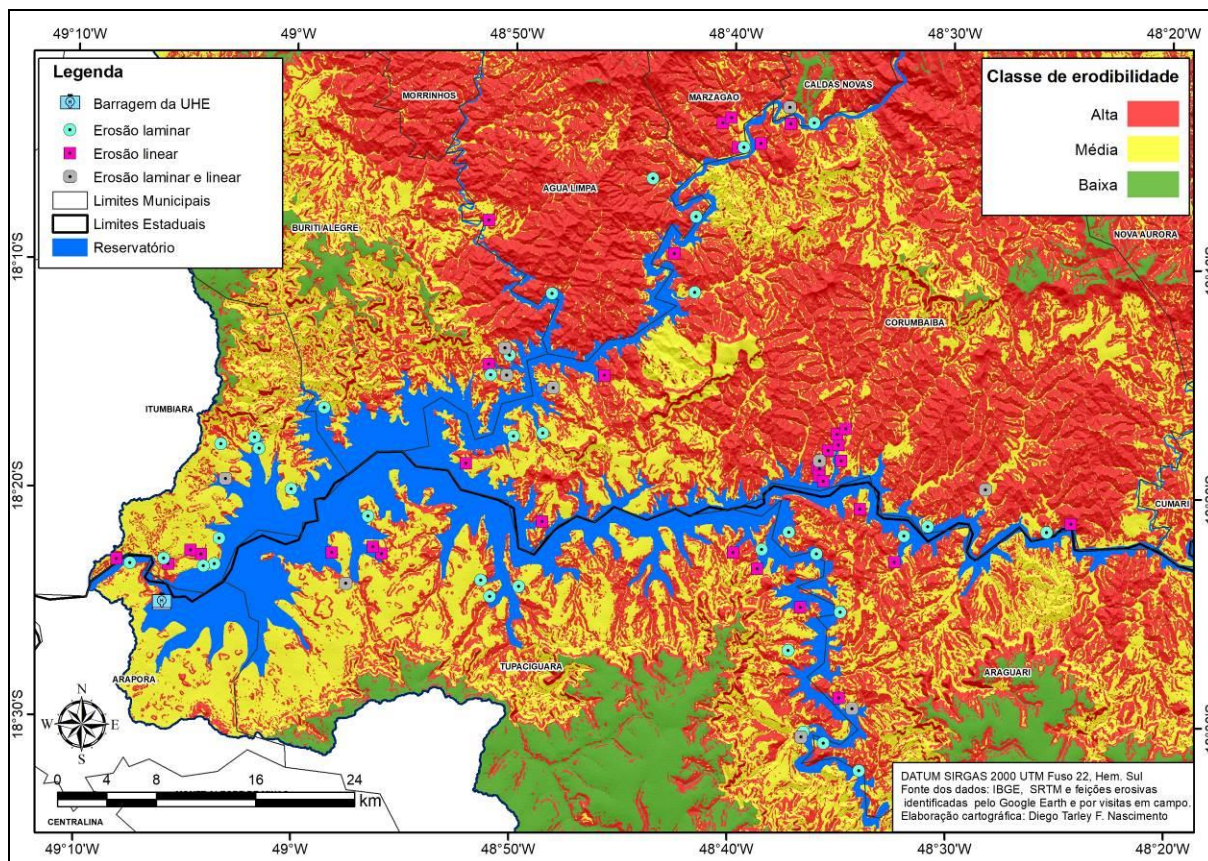 49°10'W 49°W 48°50'W 48°40'W 48°30'W 48°20'W
Legenda
Barragem da UHE
Erosão laminar
Erosão linear
Erosão laminar e linear
Limites Municipais
Limites Estaduais
Reservatório
Classe de erodibilidade
Alta
Média
Baixa
MORRINHOS
MARZAGAO
CALDAS NOVAS
AGUA LIMPA
BURITI ALEGRE
NOVA AURORA
18°10'S
18°10'S
CORUMBAIBA
ITUMBIARA
18°20'S
CUMARI
TUPACIGUARA
ARAGUARI
ARAPORA
N
W E
S
18°30'S
0 4 8 16 24
km
CENTRALINA
DATUM SIRGAS 2000 UTM Fuso 22, Hem. Sul
Fonte dos dados: IBGE, SRTM e feições erosivas
identificadas pelo Google Earth e por visitas em campo.
Elaboração cartográfica: Diego Tarley F. Nascimento
49°10'W 49°W 48°50'W 48°40'W 48°30'W 48°20'W